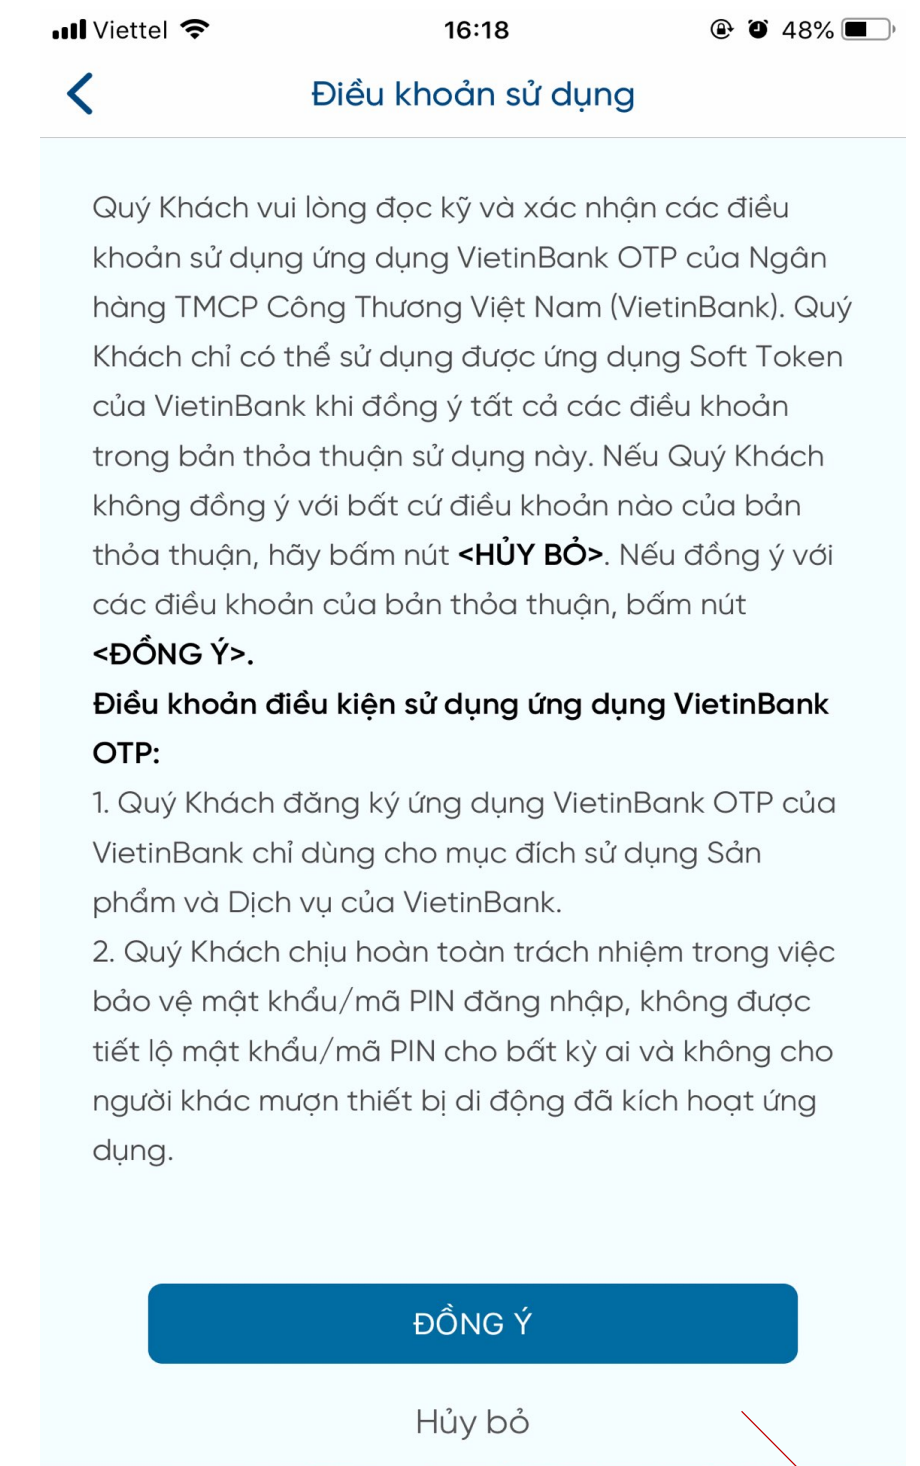 Viettel 16:18 48%
Điều khoản sử dụng
Quý Khách vui lòng đọc kỹ và xác nhận các điều
khoản sử dụng ứng dụng VietinBank OTP của Ngân
hàng TMCP Công Thương Việt Nam (VietinBank). Quý
Khách chỉ có thể sử dụng được ứng dụng Soft Token
của VietinBank khi đồng ý tất cả các điều khoản
trong bản thỏa thuận sử dụng này. Nếu Quý Khách
không đồng ý với bất cứ điều khoản nào của bản
thỏa thuận, hãy bấm nút <HỦY BỎ>. Nếu đồng ý với
các điều khoản của bản thỏa thuận, bấm nút
<ĐỒNG Ý>.
Điều khoản điều kiện sử dụng ứng dụng VietinBank
OTP:
1. Quý Khách đăng ký ứng dụng VietinBank OTP của
VietinBank chỉ dùng cho mục đích sử dụng Sản
phẩm và Dịch vụ của VietinBank.
2. Quý Khách chịu hoàn toàn trách nhiệm trong việc
bảo vệ mật khẩu/mã PIN đăng nhập, không được
tiết lộ mật khẩu/mã PIN cho bất kỳ ai và không cho
người khác mượn thiết bị di động đã kích hoạt ứng
dụng.
ĐỒNG Ý
Hủy bỏ